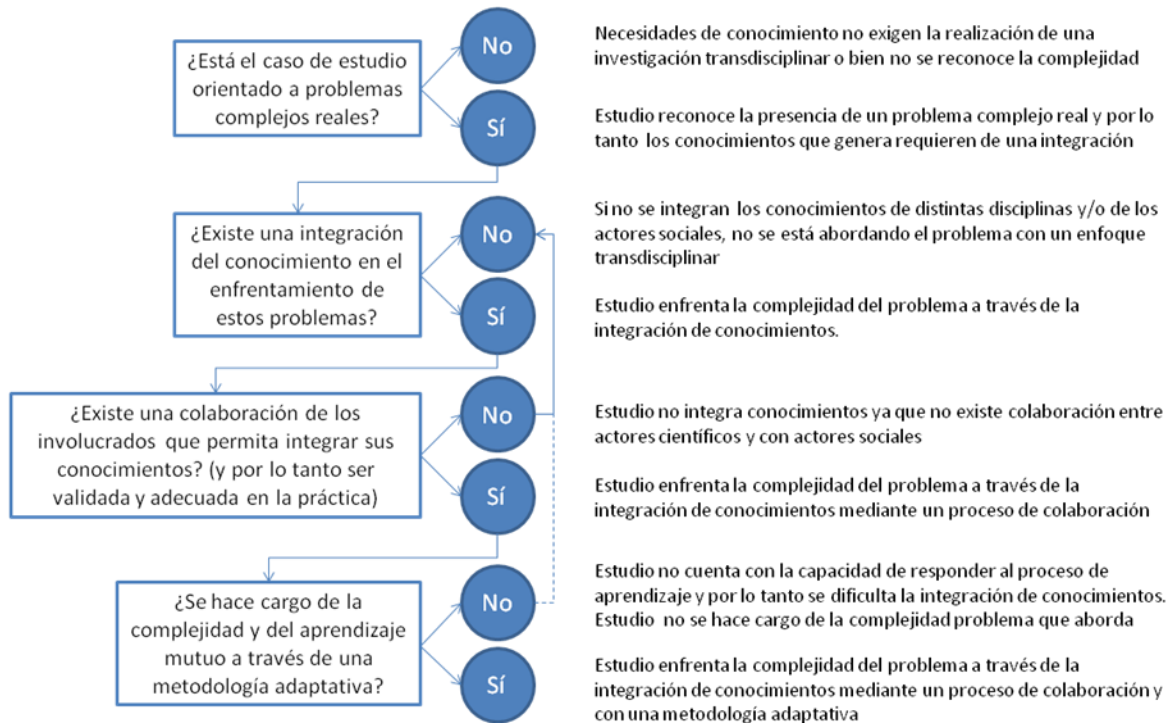 ¿Está el caso de estudio
orientado a problemas
complejos reales?
No
Necesidades de conocimiento no exigen la realización de una
investigación transdisciplinar o bien no se reconoce la complejidad
Sí
Estudio reconoce la presencia de un problema complejo real y por lo
tanto los conocimientos que genera requieren de una integración
¿Existe una integración
del conocimiento en el
enfrentamiento de
estos problemas?
No
Si no se integran los conocimientos de distintas disciplinas y/o de los
actores sociales, no se está abordando el problema con un enfoque
transdisciplinar
Sí
Estudio enfrenta la complejidad del problema a través de la
integración de conocimientos.
¿Existe una colaboración de los
involucrados que permita integrar sus
conocimientos? (y por lo tanto ser
validada y adecuada en la práctica)
No
Estudio no integra conocimientos ya que no existe colaboración entre
actores científicos y con actores sociales
Sí
Estudio enfrenta la complejidad del problema a través de la
integración de conocimientos mediante un proceso de colaboración
¿Se hace cargo de la
complejidad y del aprendizaje
mutuo a través de una
metodología adaptativa?
No
Estudio no cuenta con la capacidad de responder al proceso de
aprendizaje y por lo tanto se dificulta la integración de conocimientos.
Estudio no se hace cargo de la complejidad problema que aborda
Sí
Estudio enfrenta la complejidad del problema a través de la
integración de conocimientos mediante un proceso de colaboración y
con una metodología adaptativa